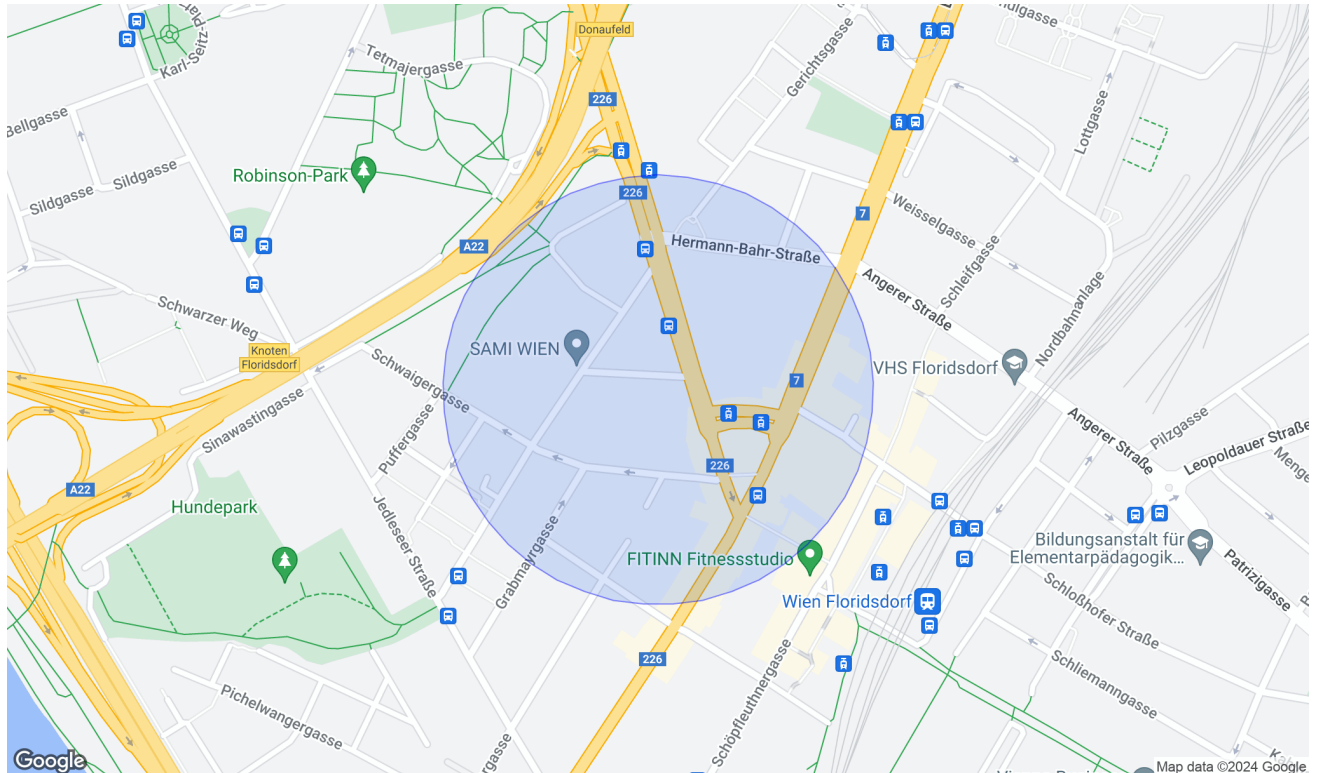 Donaufeld
Karl-Seitz-Plat
Tetmajergasse
Gerichtsgasse
226
Bellgasse
Lottgasse
Sildgasse
Sildgasse
Robinson-Park
226
7
Weisselgasse
A22
Hermann-Bahr-Straße
Schleifgasse
Angerer Straße
Nordbahnanlage
Schwarzer Weg
Knoten
Floridsdorf
SAMI WIEN
Schwaigergasse
VHS Floridsdorf
7
Sinawastingasse
Puffergasse
Angerer Straße
Pilzgasse
Leopoldauer Straße
Menge
226
A22
Hundepark
Jedleseer Straße
Grabmayrgasse
FITINN Fitnessstudio
Bildungsanstalt für
Elementarpädagogik...
Patrizigasse
Wien Floridsdorf
Schloßhofer Straße
226
Schöpfleuthnergasse
Schliemanngasse
Pichelwangergasse
Google
Map data ©2024 Google